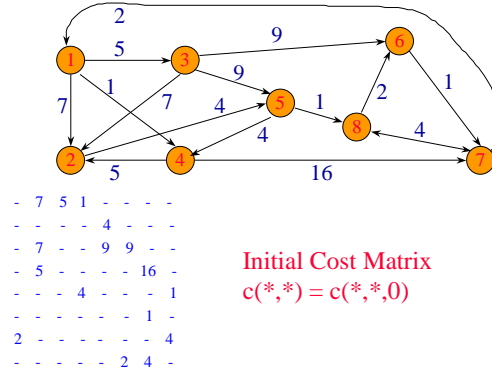 2
9
1
5
3
6
9
7
1
7
4
5
1
2
1
8
4
2
5
4
4
16
7
- 7 5 1 - - - -
- - - - 4 - - -
- 7 - - 9 9 - -
- 5 - - - - 16 -
- - - 4 - - - 1
- - - - - - 1 -
2 - - - - - - 4
- - - - - 2 4 -
Initial Cost Matrix
c(*,*) = c(*,*,0)